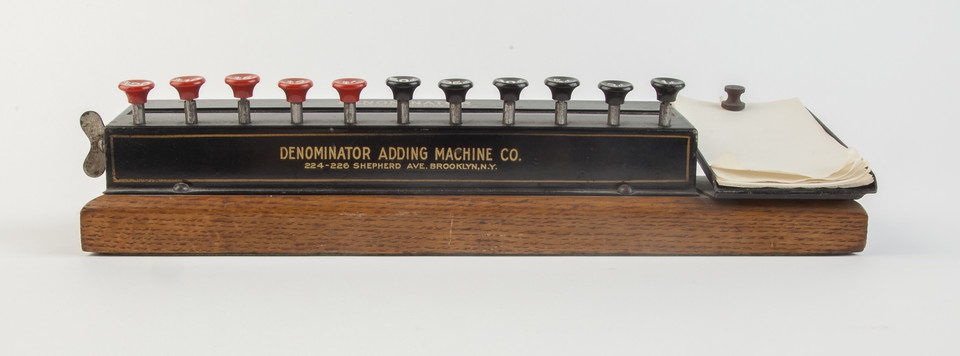 DENOMINATOR ADDING MACHINE CO.
224-226 SHEPHERD AVE. BROOKLYN, N.Y.